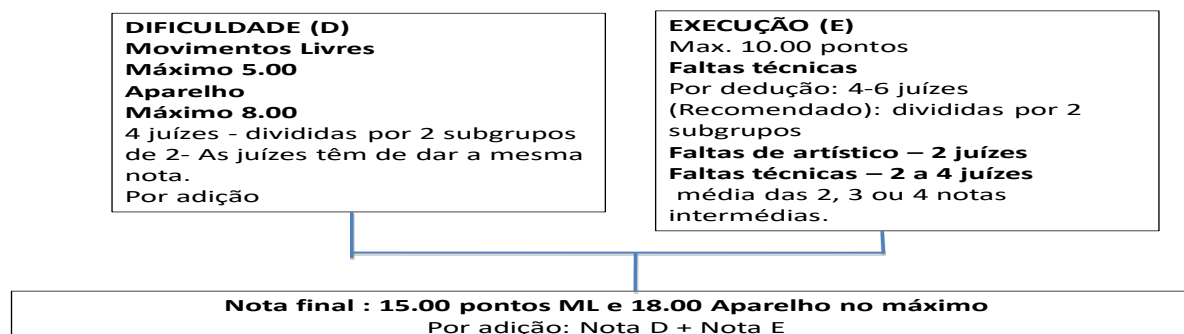 DIFICULDADE (D)
Movimentos Livres
Máximo 5.00
Aparelho
Máximo 8.00
4 juízes - divididas por 2 subgrupos
de 2- As juízes têm de dar a mesma
nota.
Por adição
EXECUÇÃO (E)
Max. 10.00 pontos
Faltas técnicas
Por dedução: 4-6 juízes
(Recomendado): divididas por 2
subgrupos
Faltas de artístico – 2 juízes
Faltas técnicas – 2 a 4 juízes
média das 2, 3 ou 4 notas
intermédias.
Nota final : 15.00 pontos ML e 18.00 Aparelho no máximo
Por adição: Nota D + Nota E